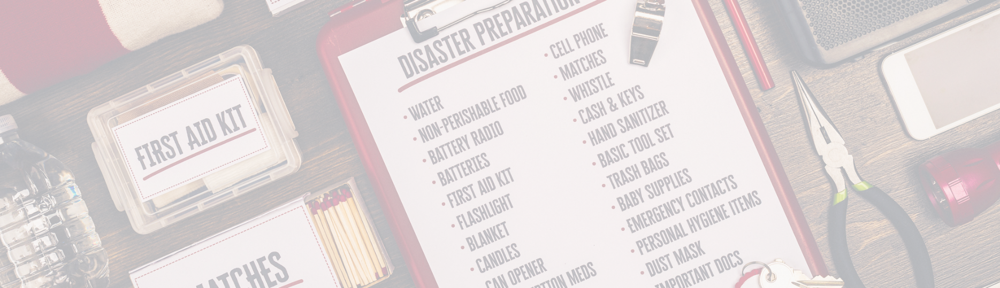 FIRST AID KIT
DISASTER PREPARATION
WATER
NON-PERISHABLE FOOD
BATTERY RADIO
BATTERIES
FIRST AID KIT
FLASHLIGHT
BLANKET
CANDLES
CAN OPENER
MEDS
CELL PHONE
MATCHES
WHISTLE
CASH & KEYS
HAND SANITIZER
BASIC TOOL SET
TRASH BAGS
BABY SUPPLIES
EMERGENCY CONTACTS
PERSONAL HYGIENE ITEMS
DUST MASK
IMPORTANT DOCS
MATCHES